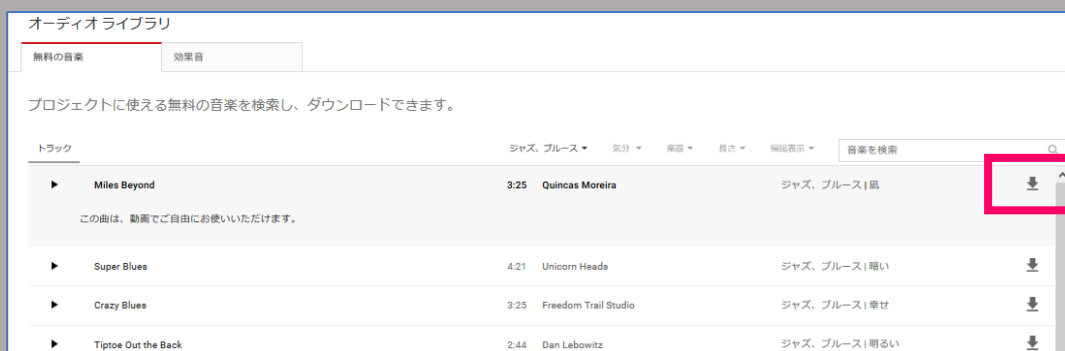 オーディオ ライブラリ
無料の音楽 効果音
プロジェクトに使える無料の音楽を検索し、ダウンロードできます。
トラック ジャズ、ブルース 気分 楽器 長さ 帰属表示 音楽を検索
Miles Beyond 3:25 Quincas Moreira ジャズ、ブルース | 凪
この曲は、動画でご自由にお使いいただけます。
Super Blues 4:21 Unicorn Heads ジャズ、ブルース | 暗い
Crazy Blues 3:25 Freedom Trail Studio ジャズ、ブルース | 幸せ
Tiptoe Out the Back 2:44 Dan Lebowitz ジャズ、ブルース | 明るい